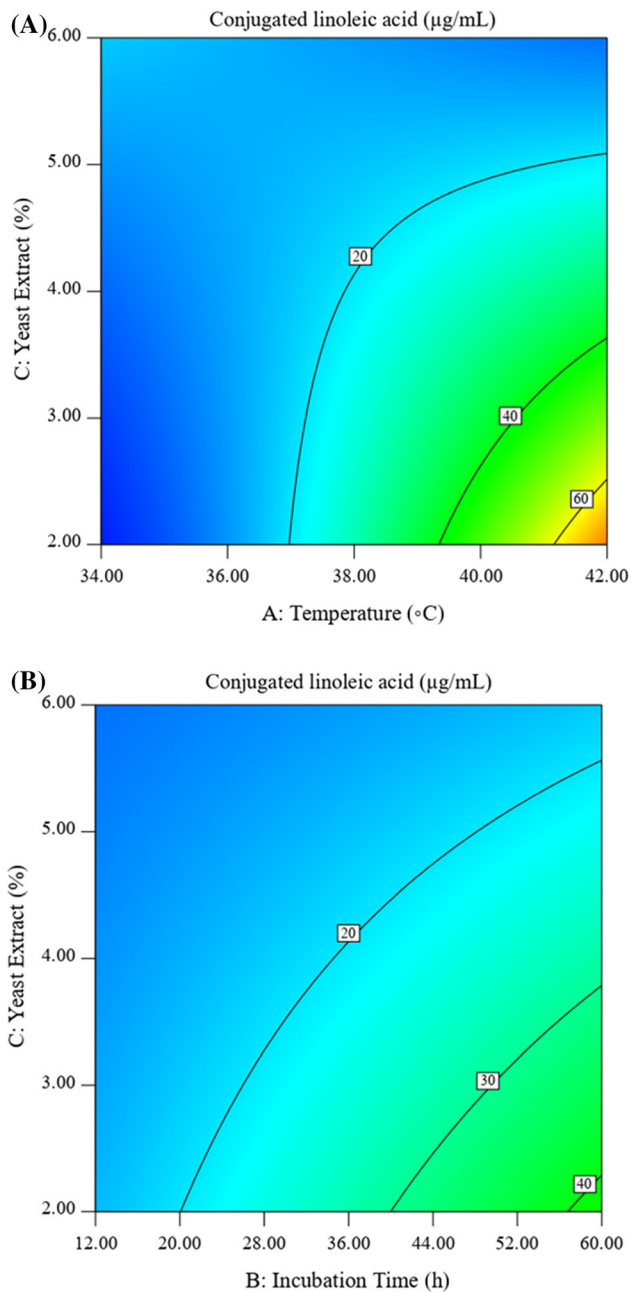 (A)
Conjugated linoleic acid (µg/mL)
6.00
5.00
4.00
3.00
2.00
C: Yeast Extract (%)
20
40
60
34.00 36.00 38.00 40.00 42.00
A: Temperature (∘C)
(B)
Conjugated linoleic acid (µg/mL)
6.00
5.00
4.00
3.00
2.00
C: Yeast Extract (%)
20
30
40
12.00 20.00 28.00 36.00 44.00 52.00 60.00
B: Incubation Time (h)